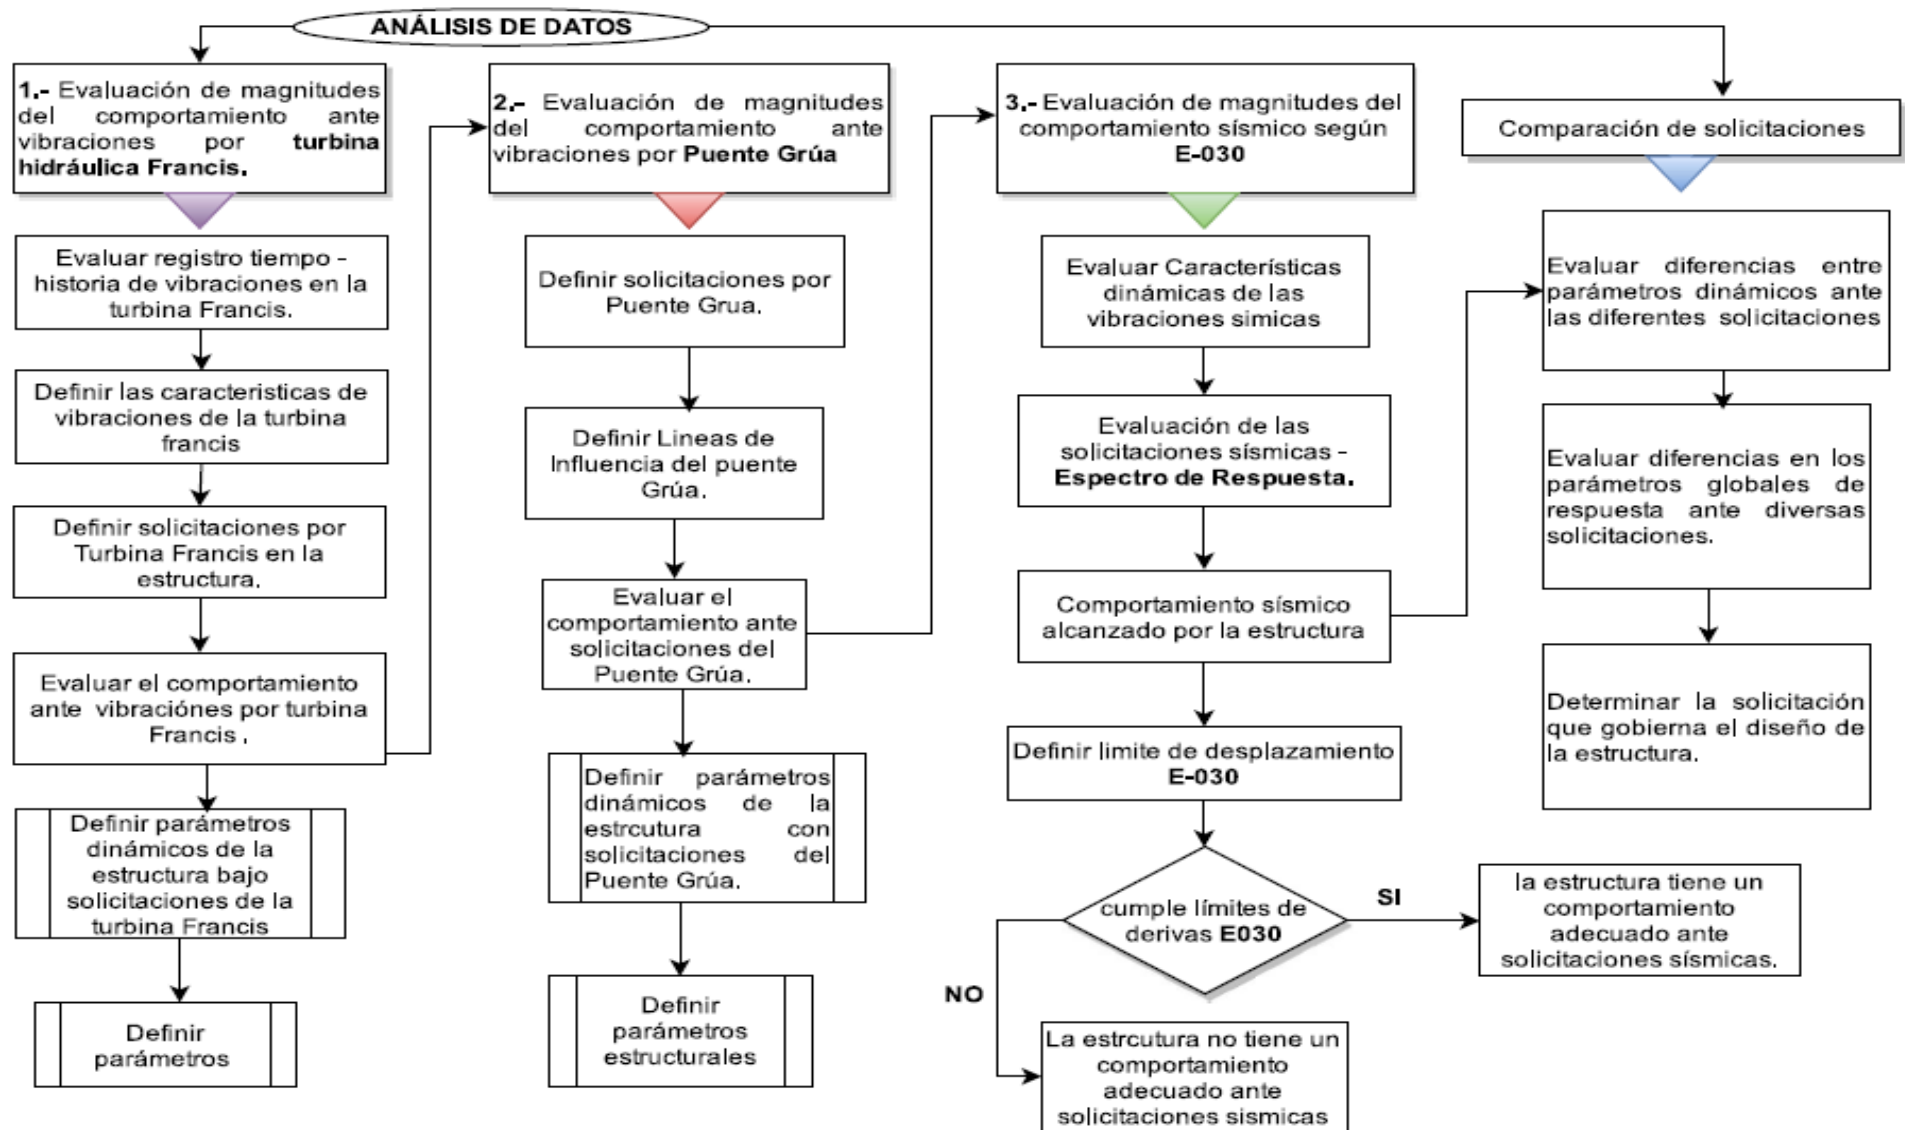 ANÁLISIS DE DATOS
1.- Evaluación de magnitudes
del comportamiento ante
vibraciones por turbina
hidráulica Francis.
Evaluar registro tiempo -
historia de vibraciones en la
turbina Francis.
Definir las caracteristicas de
vibraciones de la turbina
francis
Definir solicitaciones por
Turbina Francis en la
estructura.
Evaluar el comportamiento
ante vibraciónes por turbina
Francis .
Definir parámetros
dinámicos de la
estructura bajo
solicitaciones de la
turbina Francis
Definir
parámetros
2.- Evaluación de magnitudes
del comportamiento ante
vibraciones por Puente Grúa
Definir solicitaciones por
Puente Grua.
Definir Lineas de
Influencia del puente
Grúa.
Evaluar el
comportamiento ante
solicitaciones del
Puente Grúa.
Definir parámetros
dinámicos de la
estrcutura con
solicitaciones del
Puente Grúa.
Definir
parámetros
estructurales
3.- Evaluación de magnitudes del
comportamiento sísmico según
E-030
Evaluar Características
dinámicas de las
vibraciones simicas
Evaluación de las
solicitaciones sísmicas -
Espectro de Respuesta.
Comportamiento sísmico
alcanzado por la estructura
Definir limite de desplazamiento
E-030
cumple límites de
derivas E030
SI
la estructura tiene un
comportamiento
adecuado ante
solicitaciones sísmicas.
NO
La estrcutura no tiene un
comportamiento
adecuado ante
solicitaciones sismicas
Comparación de solicitaciones
Evaluar diferencias entre
parámetros dinámicos ante
las diferentes solicitaciones
Evaluar diferencias en los
parámetros globales de
respuesta ante diversas
solicitaciones.
Determinar la solicitación
que gobierna el diseño de
la estructura.